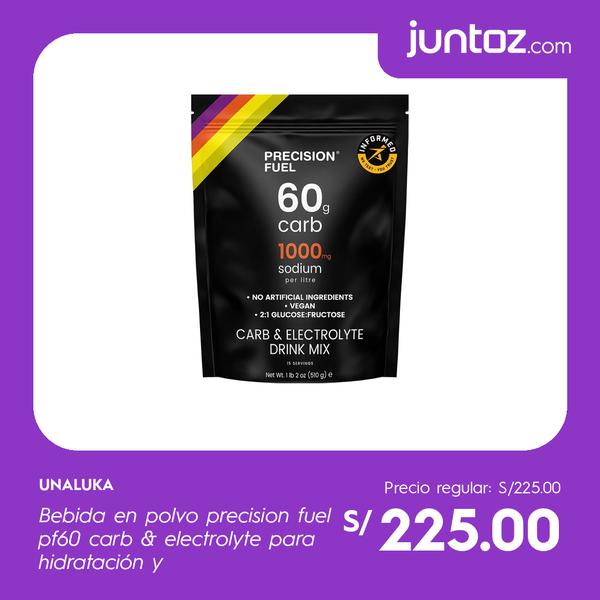 juntoz.com
PRECISION®
FUEL
INFORMED
60g
carb
1000mg
sodium
per litre
• NO ARTIFICIAL INGREDIENTS
• VEGAN
• 2:1 GLUCOSE:FRUCTOSE
CARB & ELECTROLYTE
DRINK MIX
15 SERVINGS
Net Wt. 1 lb 2 oz (510 g) e
UNALUKA
Precio regular: S/225.00
Bebida en polvo precision fuel
pf60 carb & electrolyte para
hidratación y
S/ 225.00